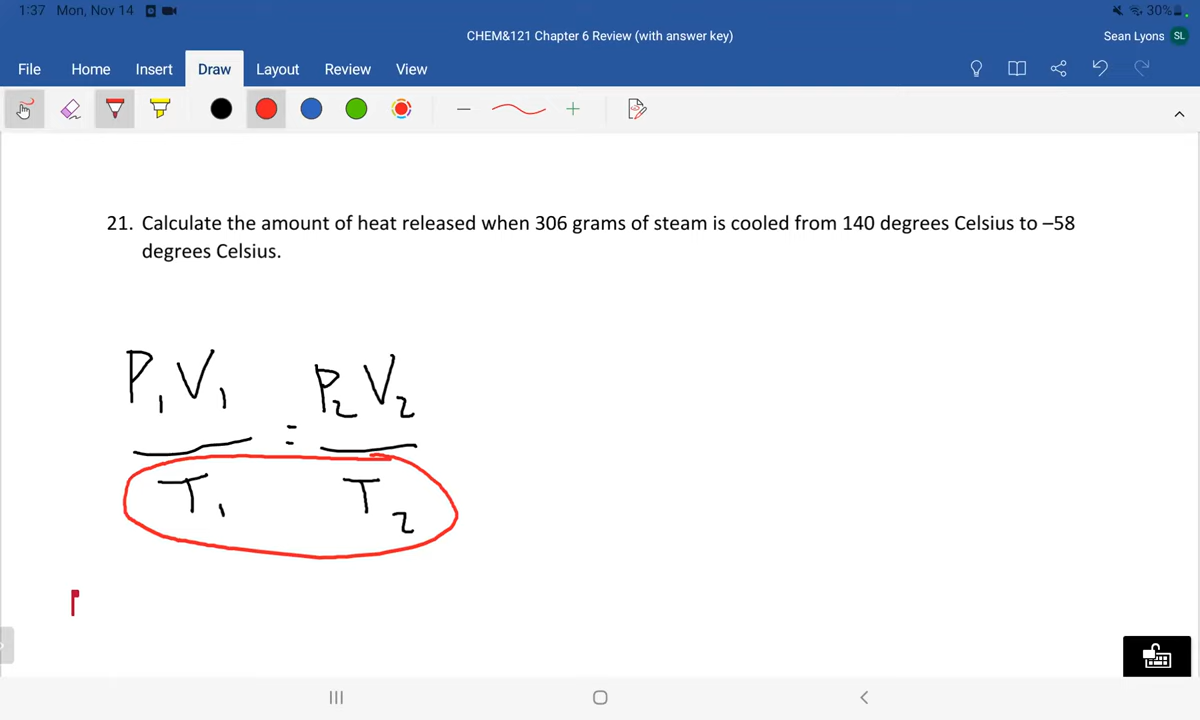 1:37 Mon, Nov 14 30%
CHEM&121 Chapter 6 Review (with answer key) Sean Lyons SL
File Home Insert Draw Layout Review View
21. Calculate the amount of heat released when 306 grams of steam is cooled from 140 degrees Celsius to –58
degrees Celsius.
P₁V₁ = P₂V₂
T₁ T₂